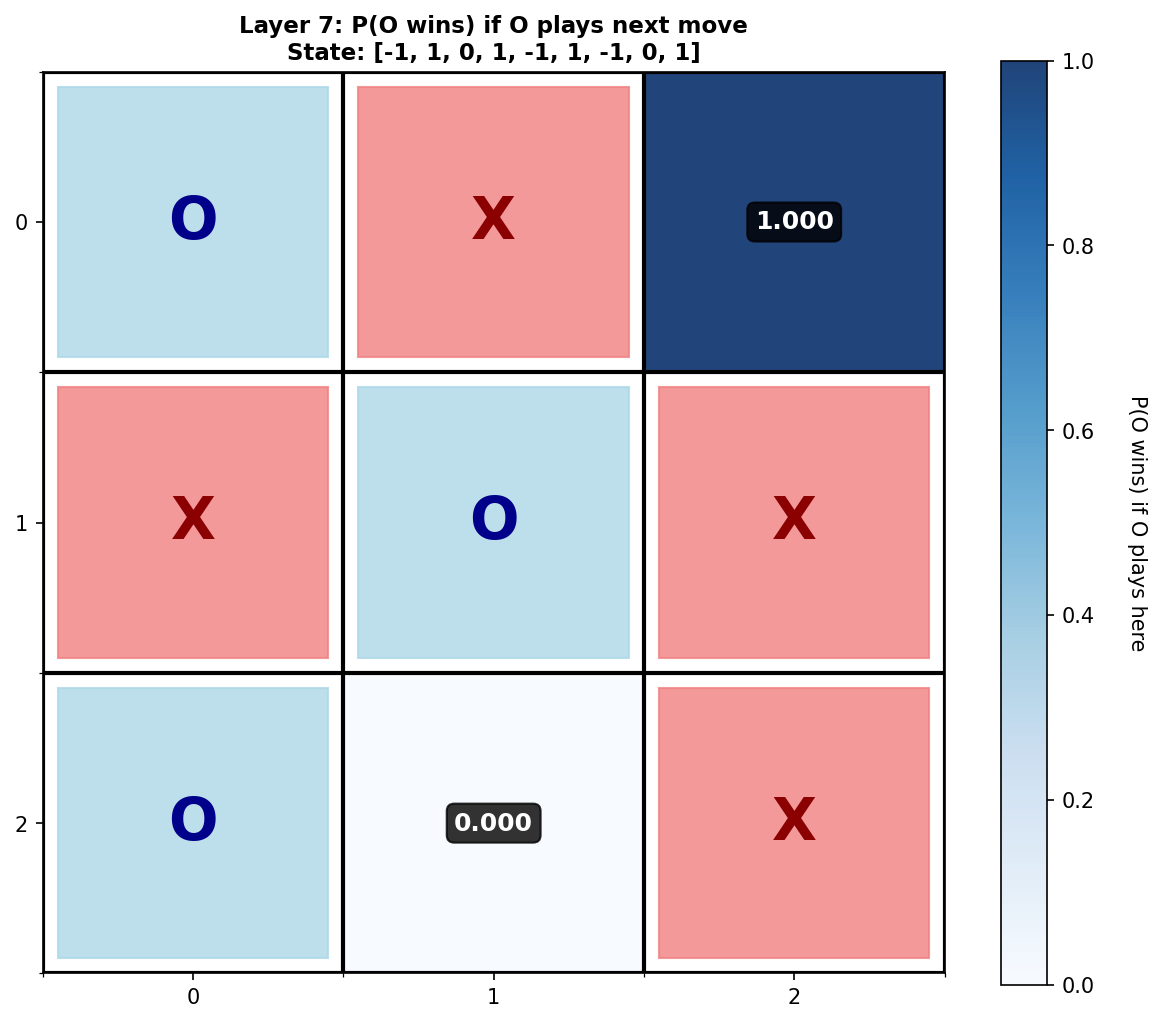 Layer 7: P(O wins) if O plays next move
State: [-1, 1, 0, 1, -1, 1, -1, 0, 1]
O X 1.000
X O X
O 0.000 X
0
1
2
0 1 2
1.0
0.8
0.6
0.4
0.2
0.0
P(O wins) if O plays here